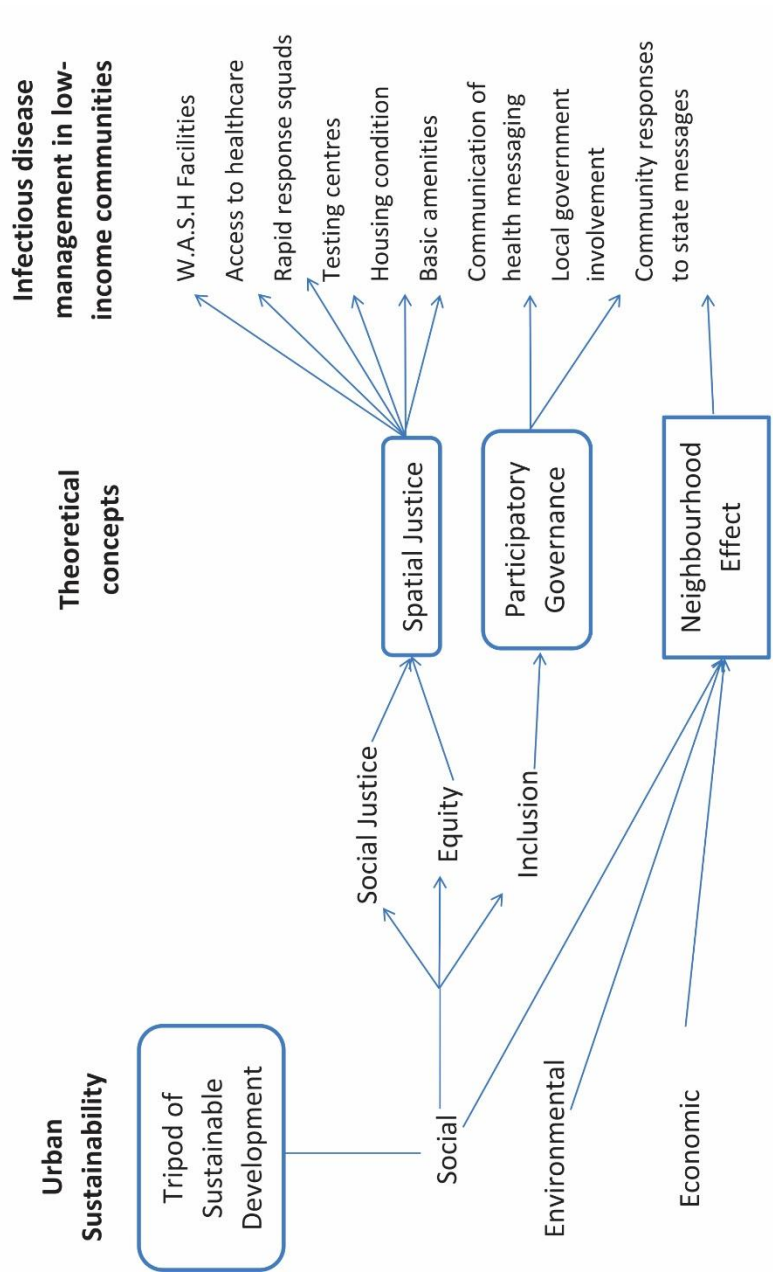 Urban
Sustainability
Theoretical
concepts
Infectious disease
management in low-
income communities
Tripod of
Sustainable
Development
Social
Environmental
Economic
Social Justice
Equity
Inclusion
Spatial Justice
Participatory
Governance
Neighbourhood
Effect
W.A.S.H Facilities
Access to healthcare
Rapid response squads
Testing centres
Housing condition
Basic amenities
Communication of
health messaging
Local government
involvement
Community responses
to state messages